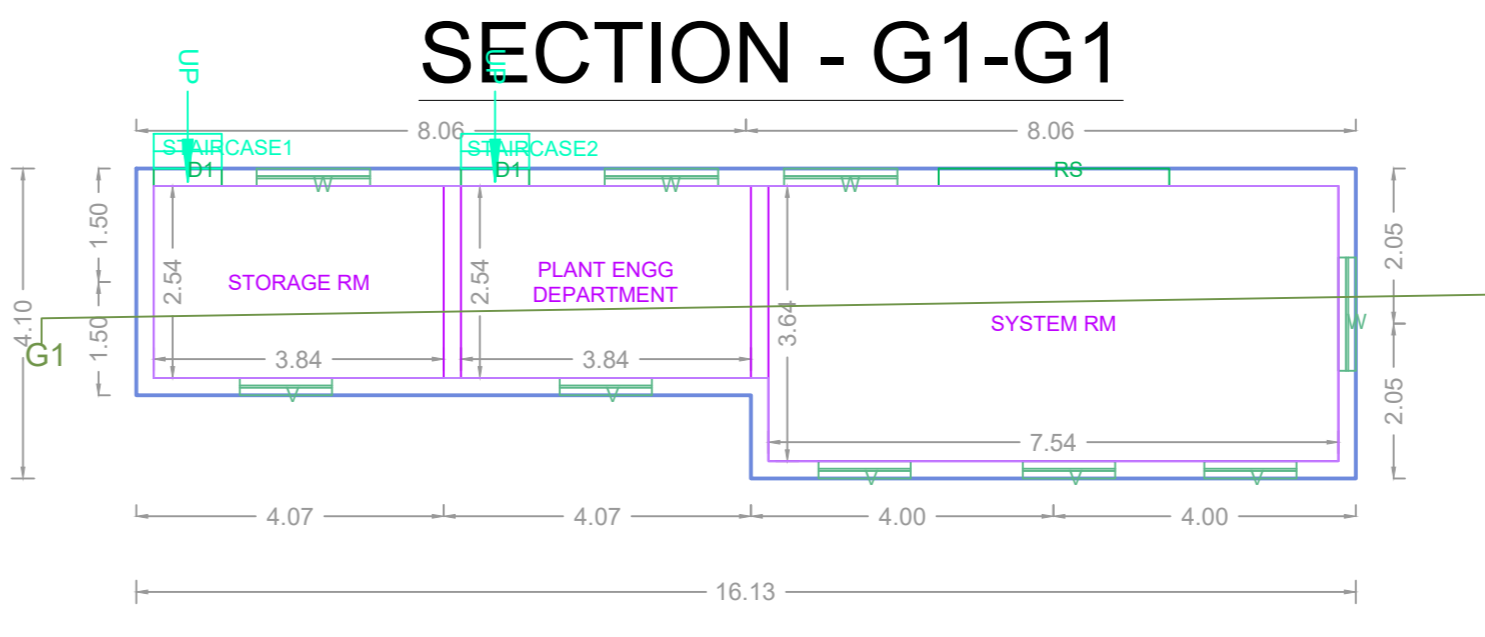 SECTION - G1-G1
UP
UP
8.06
8.06
STAIRCASE1
STAIRCASE2
D1
D1
RS
W
W
W
1.50
2.54
2.54
2.05
STORAGE RM
PLANT ENGG
DEPARTMENT
4.10
3.64
SYSTEM RM
W
1.50
G1
3.84
3.84
2.05
V
V
7.54
V
V
V
4.07
4.07
4.00
4.00
16.13